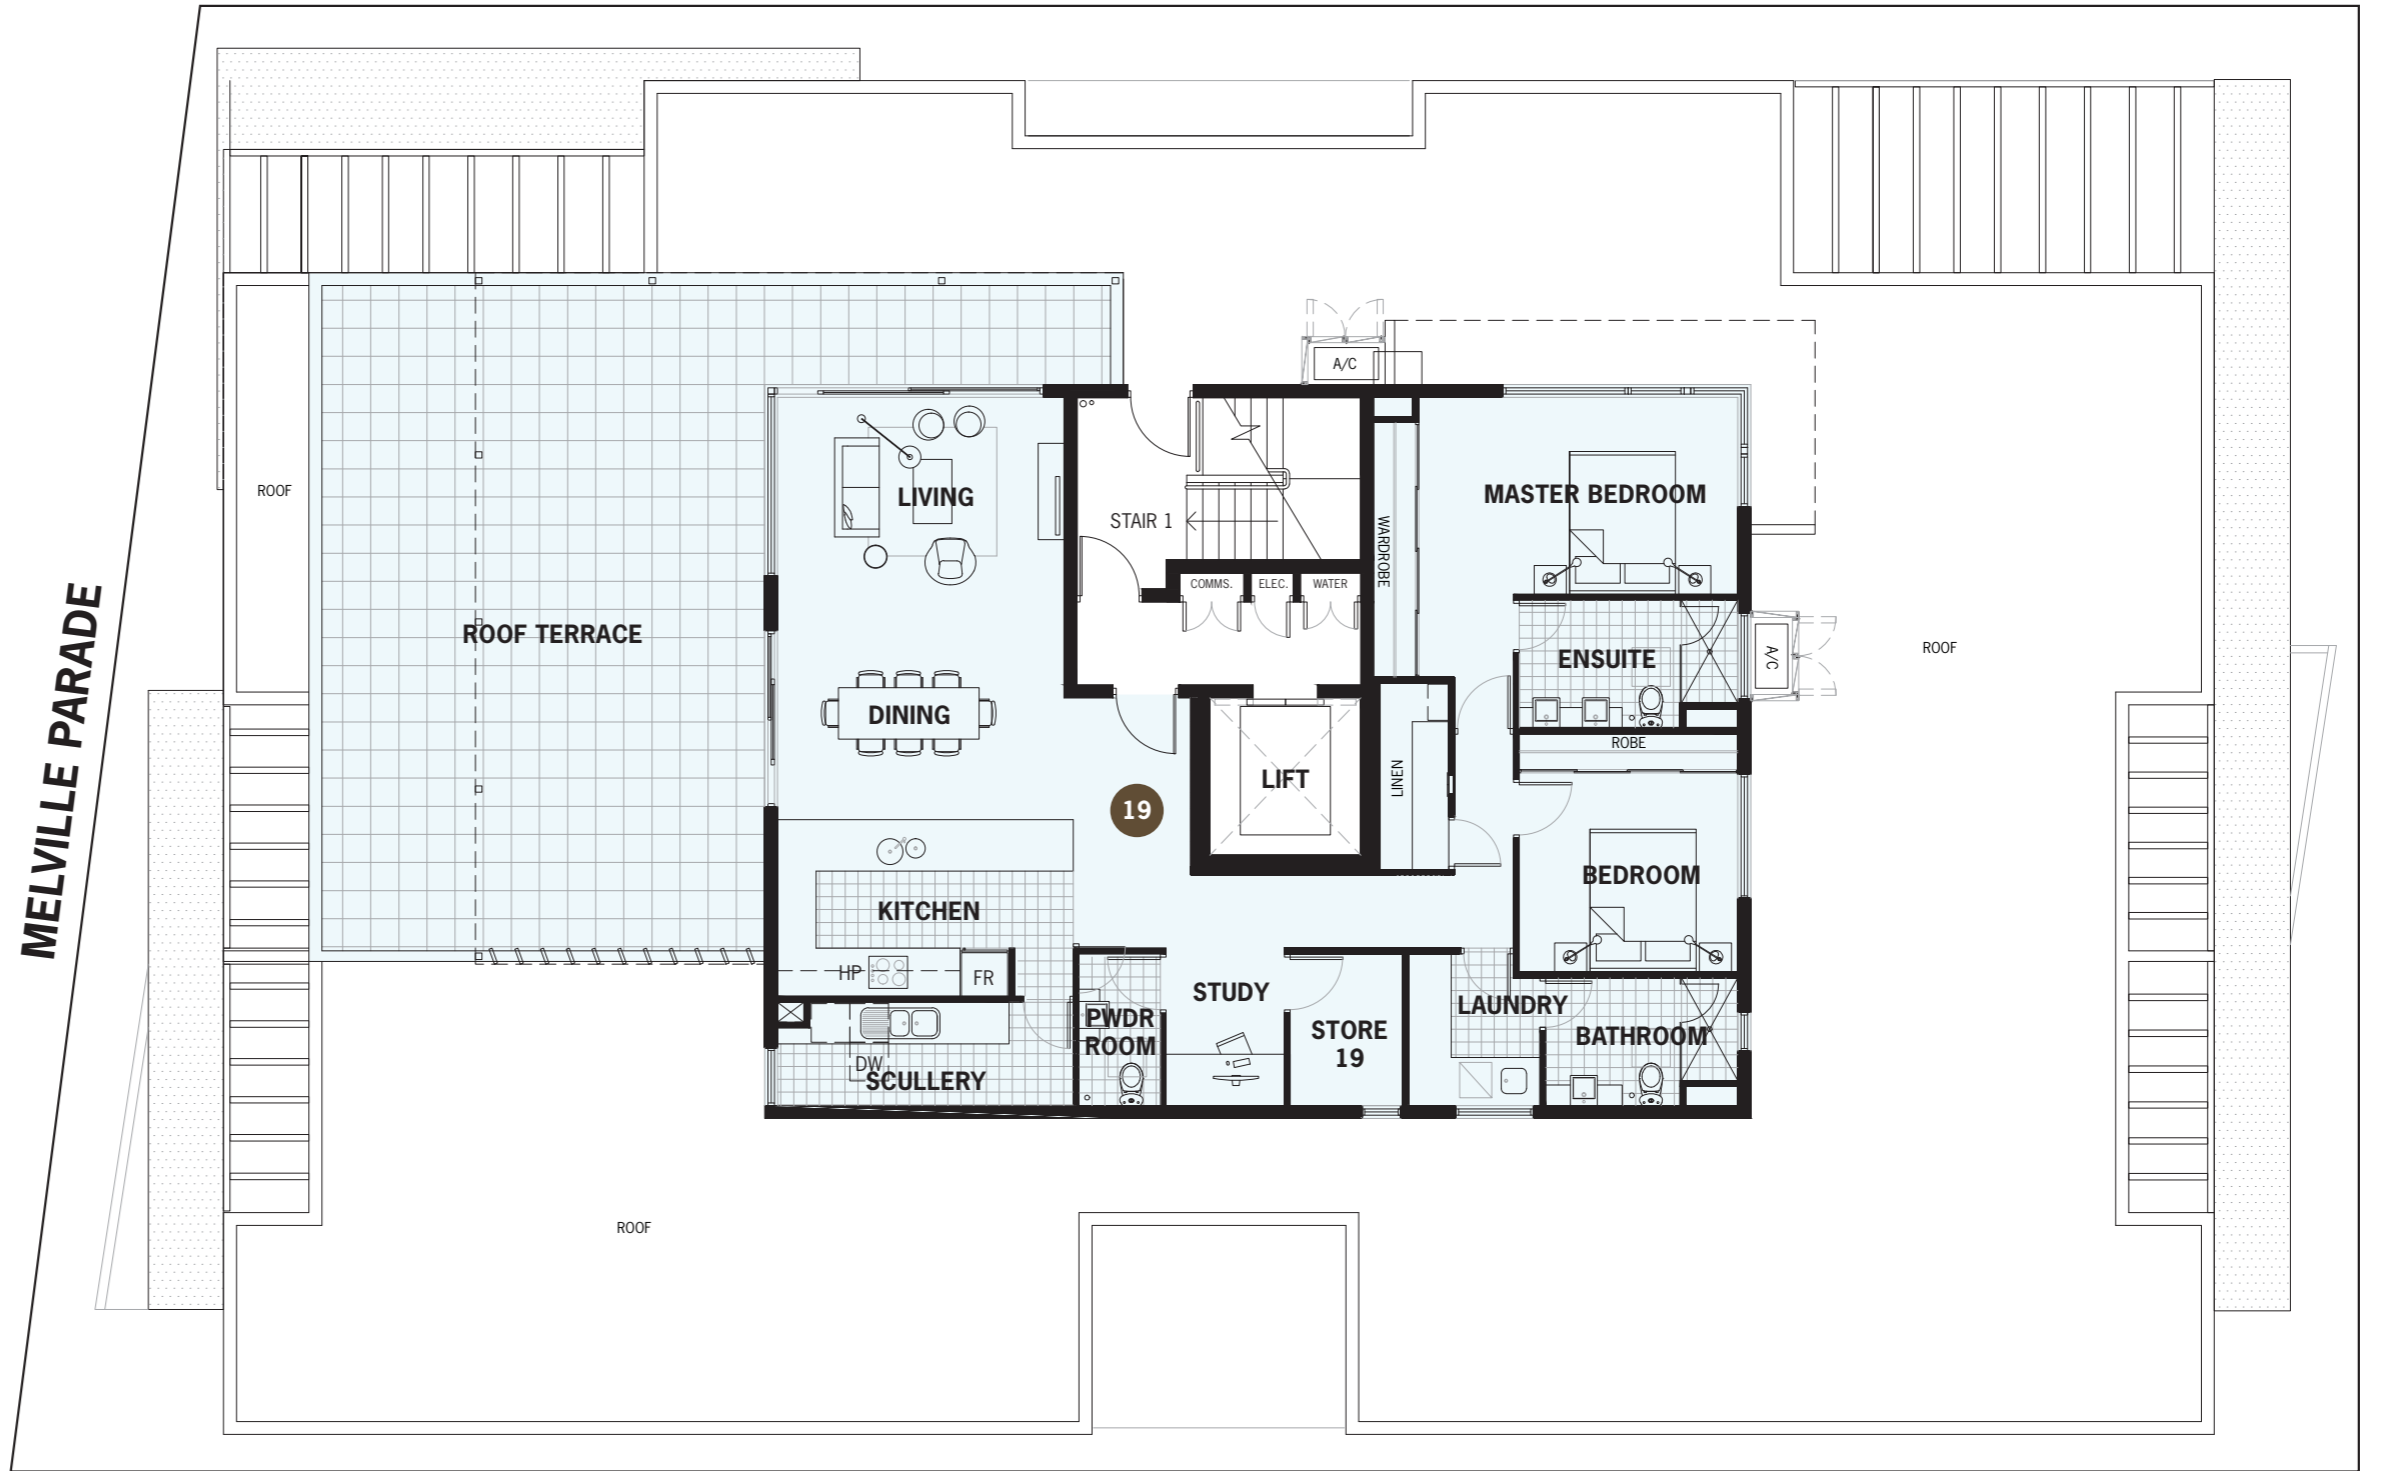 A/C
ROOF
LIVING
MASTER BEDROOM
STAIR 1
WARDROBE
COMMS.
ELEC.
WATER
ROOF TERRACE
MELVILLE PARADE
ENSUITE
A/C
ROOF
DINING
ROBE
LINEN
LIFT
19
BEDROOM
KITCHEN
HP
FR
STUDY
LAUNDRY
PWDR
ROOM
STORE
19
BATHROOM
DW
SCULLERY
ROOF